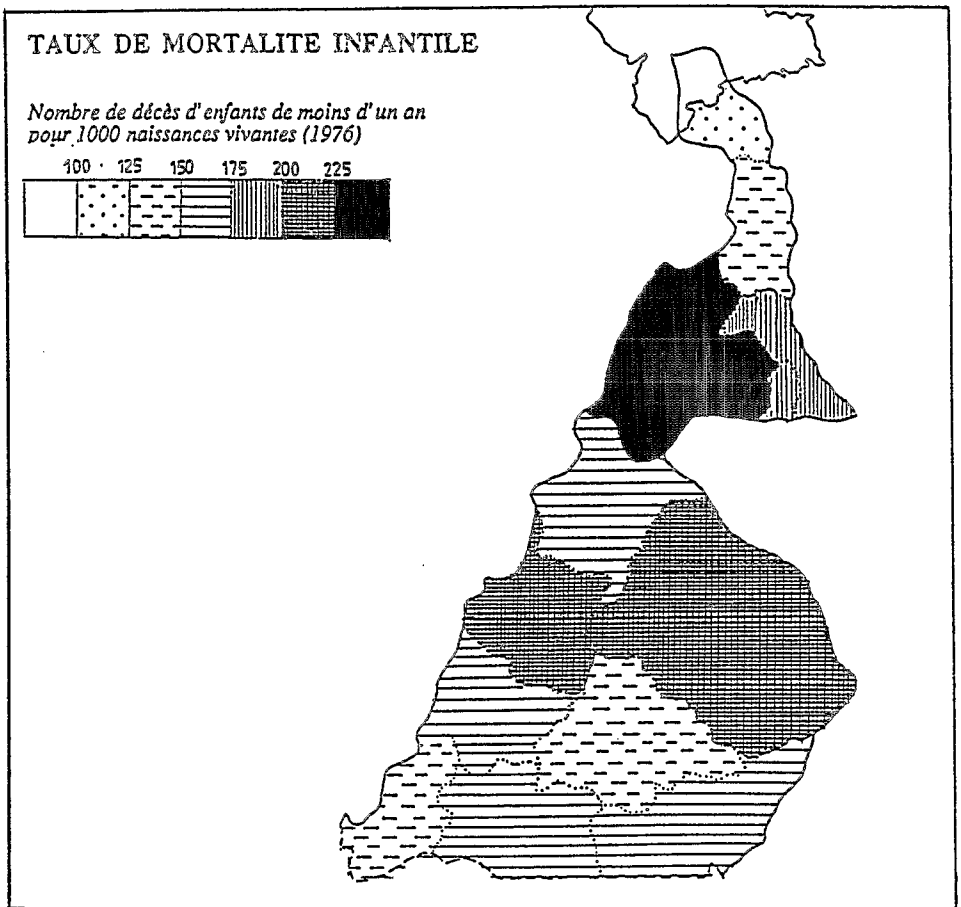 TAUX DE MORTALITE INFANTILE
Nombre de décès d'enfants de moins d'un an
pour 1000 naissances vivantes (1976)
100 · 125 150 175 200 225